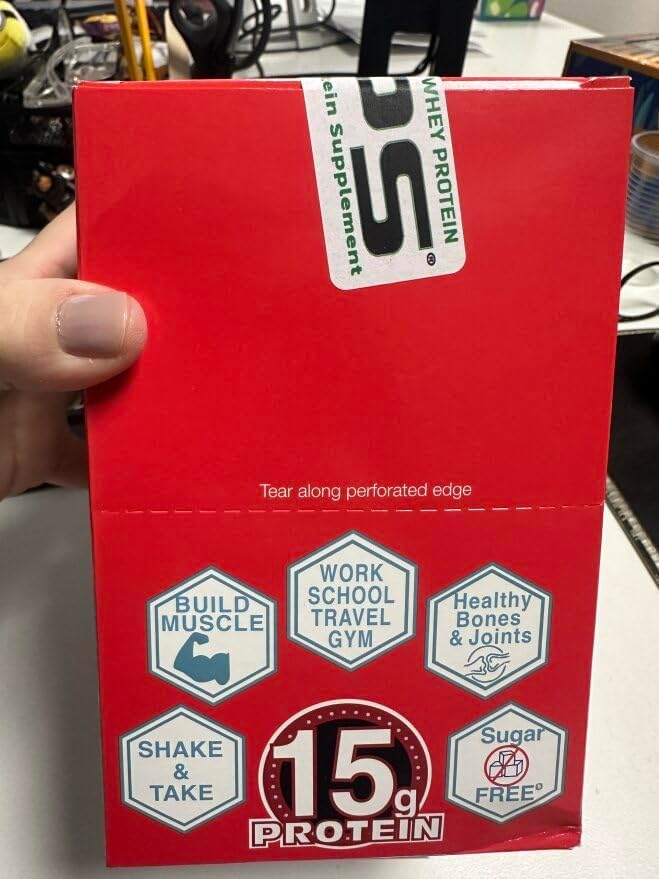 WHEY PROTEIN
PS®
ein Supplement
Tear along perforated edge
BUILD
MUSCLE
WORK
SCHOOL
TRAVEL
GYM
Healthy
Bones
& Joints
SHAKE
&
TAKE
15g
PROTEIN
Sugar
FREE